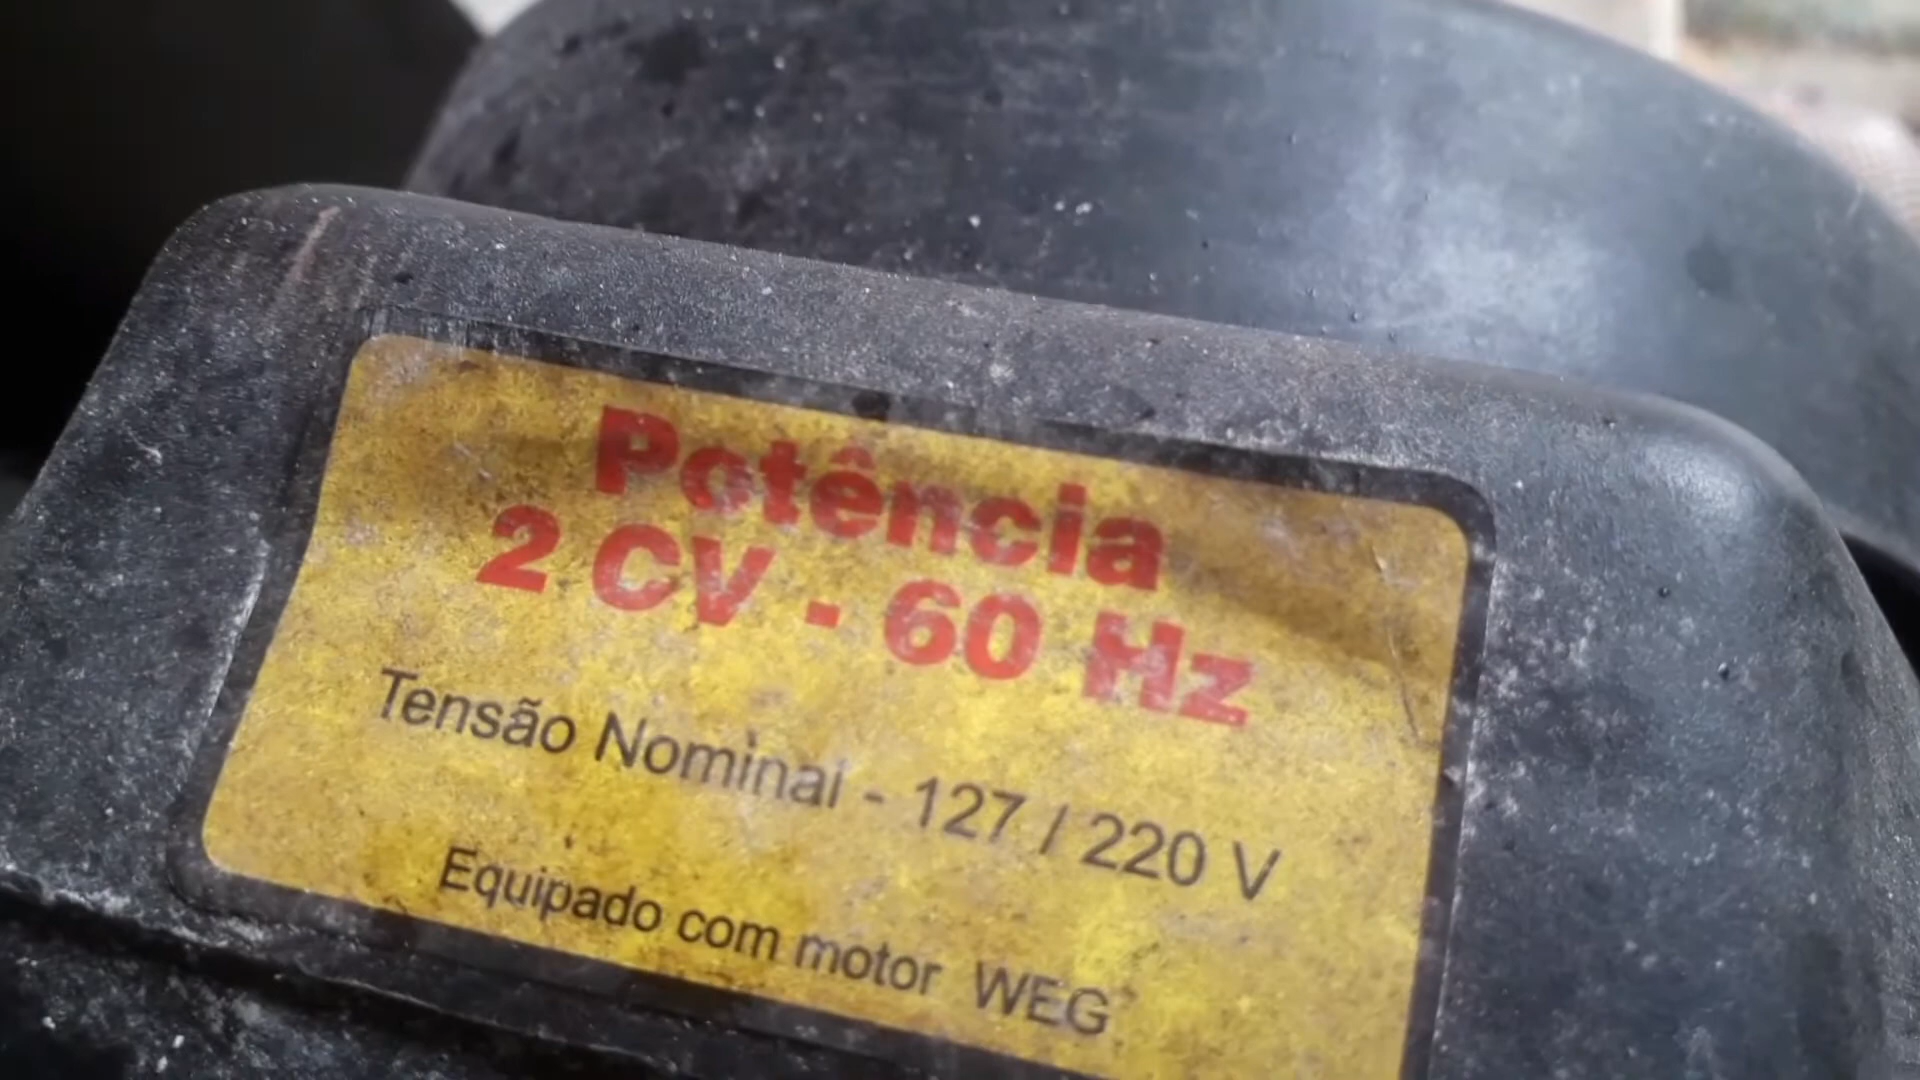 Potência
2 CV - 60 Hz
Tensão Nominal - 127 / 220 V
Equipado com motor WEG